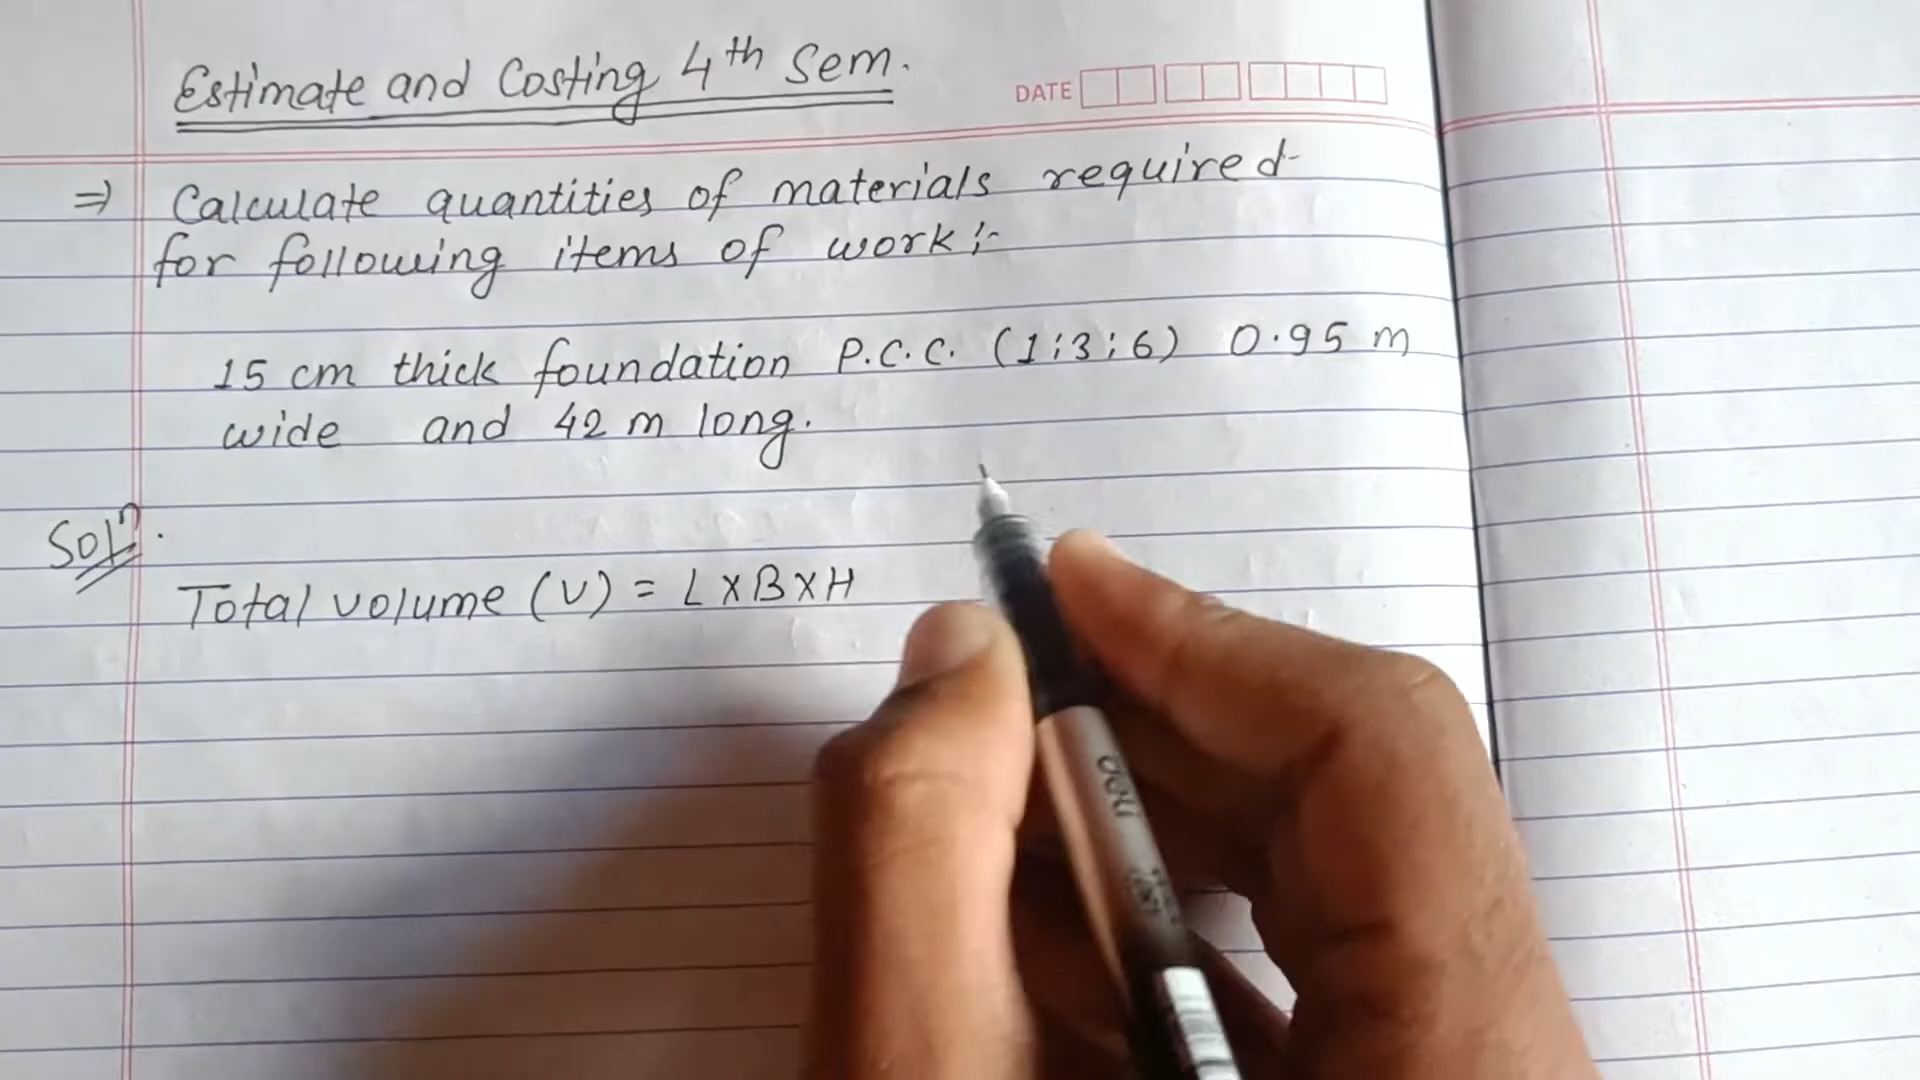 Estimate and Costing 4th Sem.
DATE
⇒ Calculate quantities of materials required
for following items of work:-
15 cm thick foundation P.C.C. (1:3:6) 0.95 m
wide and 42 m long.
Solⁿ.
Total volume (V) = L×B×H
deli